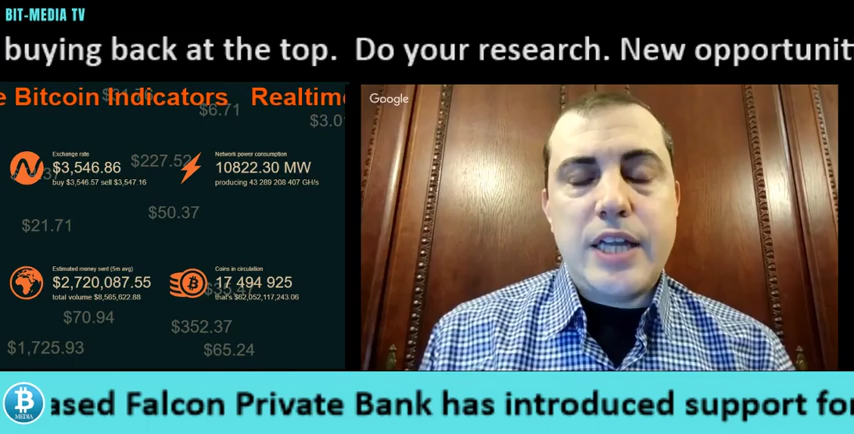 BIT-MEDIA TV
buying back at the top. Do your research. New opportunit
e Bitcoin Indicators Realtim
$6.71
$3.0
Google
Exchange rate
$3,546.86
buy $3,546.57 sell $3,547.16
$227.52
Network power consumption
10822.30 MW
producing 43 289 208 407 GH/s
$50.37
$21.71
Estimated money sent (5m avg)
$2,720,087.55
total volume $8,565,622.88
Coins in circulation
17 494 925
that's $62,052,117,243.06
$70.94
$352.37
$1,725.93
$65.24
MEDIA
ased Falcon Private Bank has introduced support for